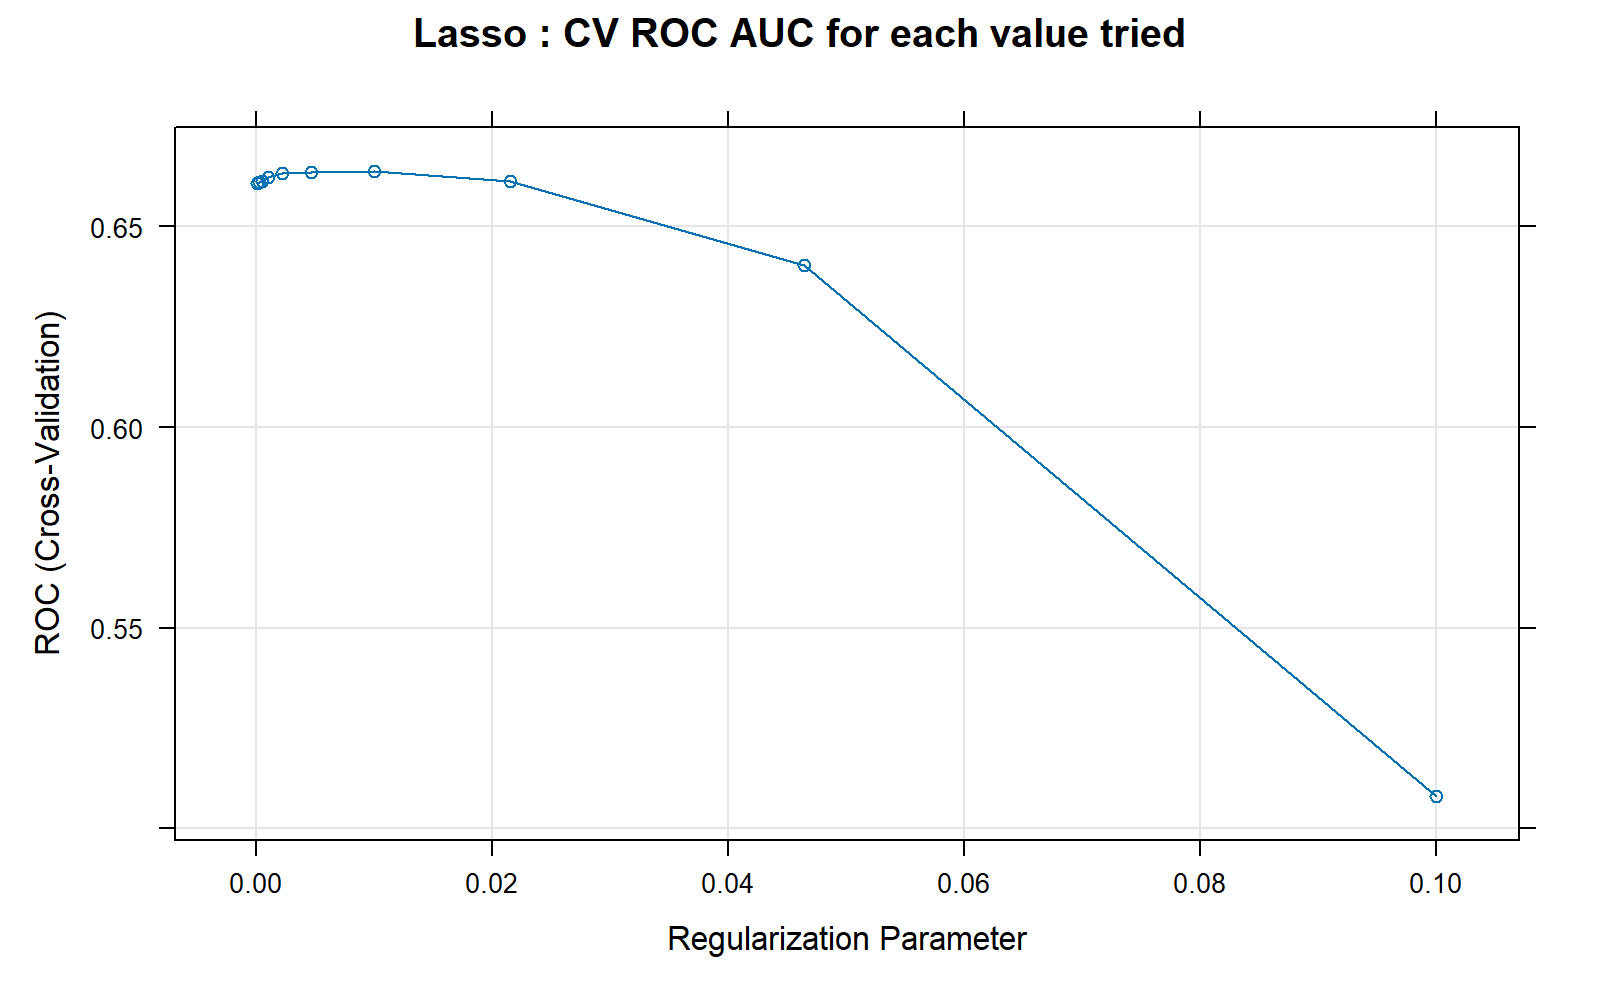 Lasso : CV ROC AUC for each value tried
0.65
0.60
0.55
ROC (Cross-Validation)
0.00 0.02 0.04 0.06 0.08 0.10
Regularization Parameter